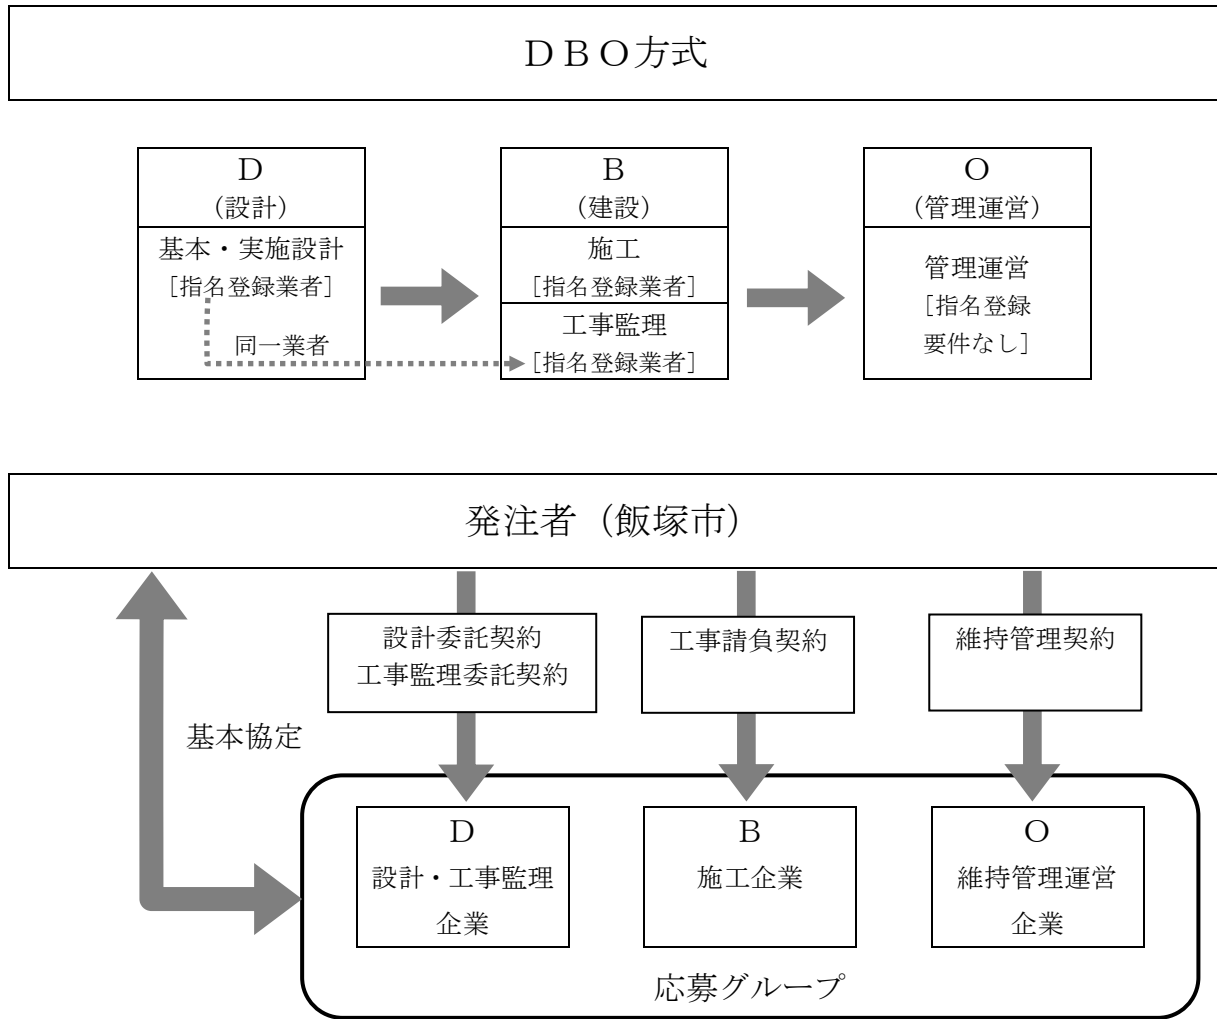 ＤＢＯ方式
Ｄ
（設計）
基本・実施設計
［指名登録業者］
同一業者
Ｂ
（建設）
施工
［指名登録業者］
工事監理
［指名登録業者］
Ｏ
（管理運営）
管理運営
［指名登録
要件なし］
発注者（飯塚市）
設計委託契約
工事監理委託契約
工事請負契約
維持管理契約
基本協定
Ｄ
設計・工事監理
企業
Ｂ
施工企業
Ｏ
維持管理運営
企業
応募グループ